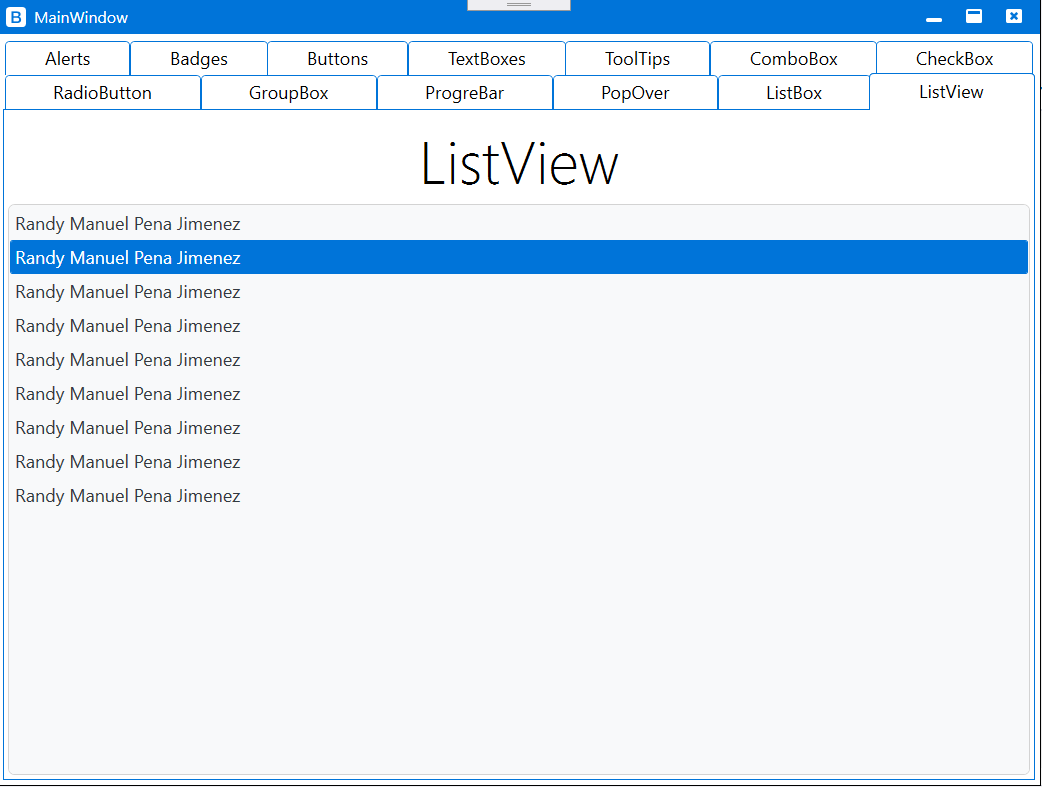 B MainWindow
Alerts Badges Buttons TextBoxes ToolTips ComboBox CheckBox
RadioButton GroupBox ProgreBar PopOver ListBox ListView
ListView
Randy Manuel Pena Jimenez
Randy Manuel Pena Jimenez
Randy Manuel Pena Jimenez
Randy Manuel Pena Jimenez
Randy Manuel Pena Jimenez
Randy Manuel Pena Jimenez
Randy Manuel Pena Jimenez
Randy Manuel Pena Jimenez
Randy Manuel Pena Jimenez